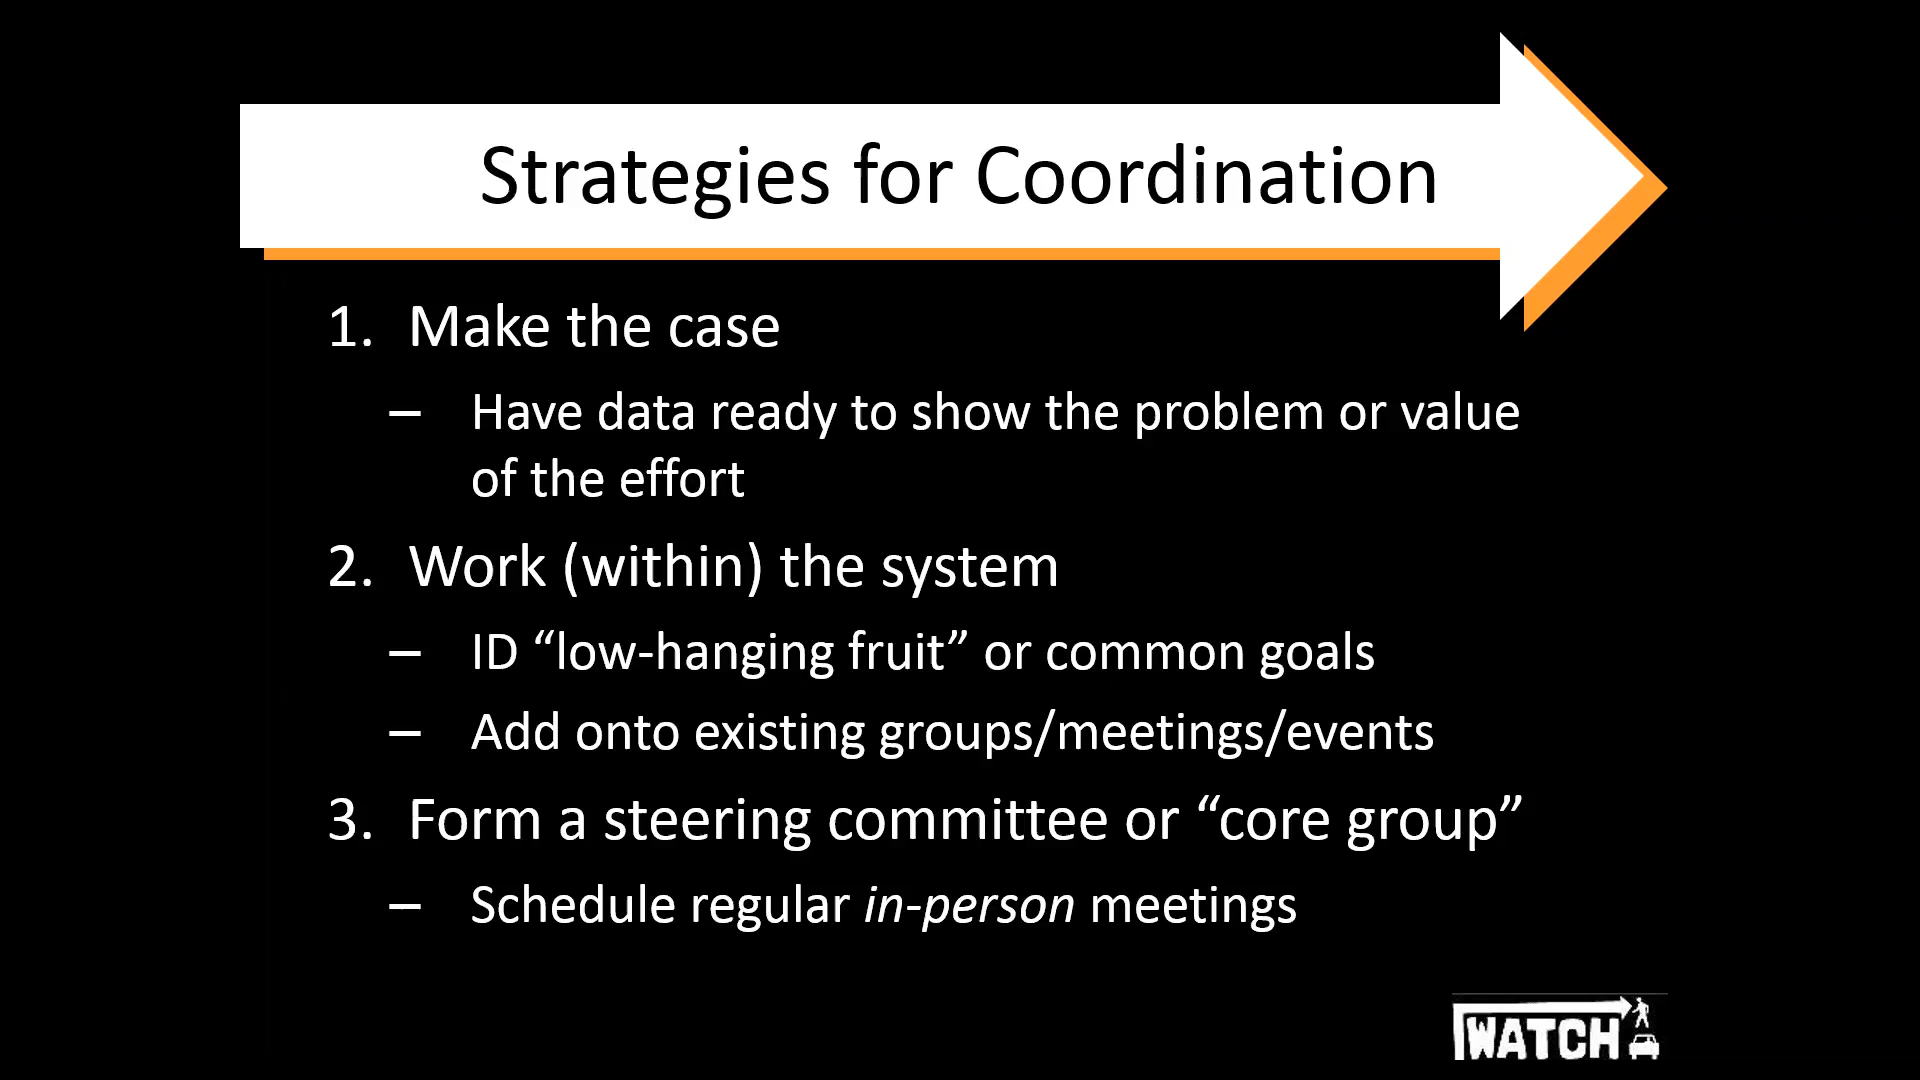 Strategies for Coordination
1. Make the case
– Have data ready to show the problem or value
of the effort
2. Work (within) the system
– ID “low-hanging fruit” or common goals
– Add onto existing groups/meetings/events
3. Form a steering committee or “core group”
– Schedule regular in-person meetings
WATCH